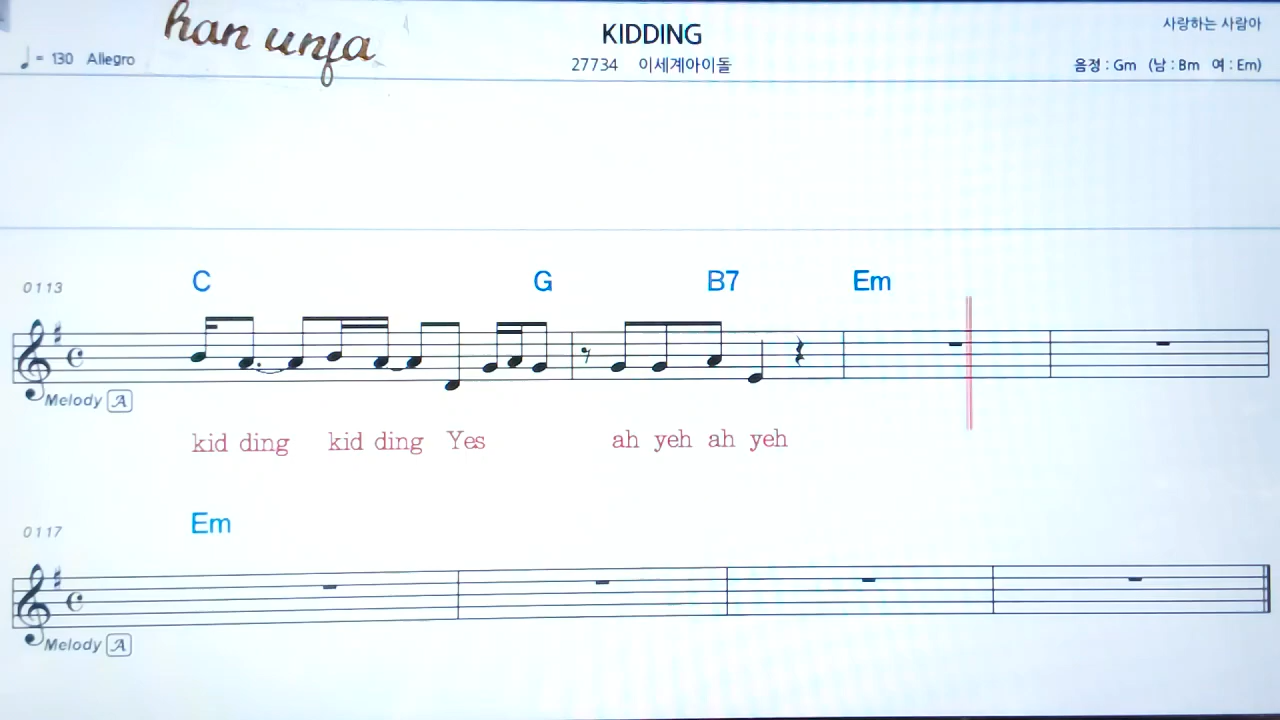 han unfa
♩ = 130 Allegro
KIDDING
27734 이세계아이돌
사랑하는 사람아
음정 : Gm (남 : Bm 여 : Em)
0113
C G B7 Em
Melody A
kid ding kid ding Yes ah yeh ah yeh
0117
Em
Melody A